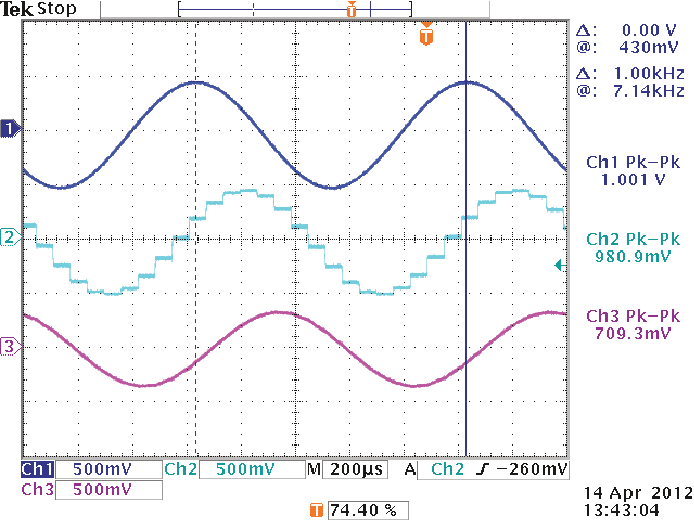 Tek Stop
T
T
Δ: 0.00 V
@: 430mV
Δ: 1.00kHz
@: 7.14kHz
1
Ch1 Pk-Pk
1.001 V
2
Ch2 Pk-Pk
980.9mV
Ch3 Pk-Pk
709.3mV
3
Ch1 500mV Ch2 500mV M 200µs A Ch2 ∫ -260mV
Ch3 500mV
T 74.40 %
14 Apr 2012
13:43:04